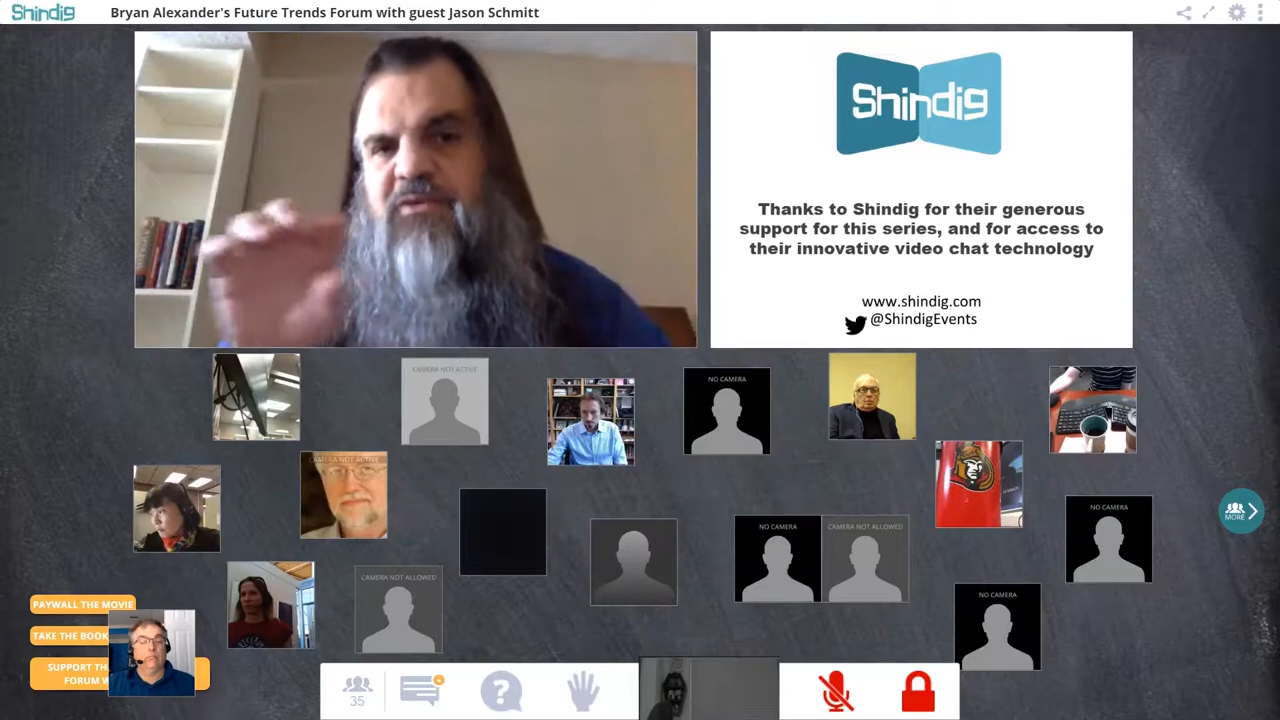 Shindig
Bryan Alexander's Future Trends Forum with guest Jason Schmitt
Shindig
Thanks to Shindig for their generous
support for this series, and for access to
their innovative video chat technology
www.shindig.com
@ShindigEvents
CAMERA NOT ACTIVE
NO CAMERA
CAMERA NOT ACTIVE
NO CAMERA
CAMERA NOT ALLOWED
NO CAMERA
MORE
CAMERA NOT ALLOWED
NO CAMERA
PAYWALL THE MOVIE
TAKE THE BOOK
SUPPORT TH
FORUM W
35